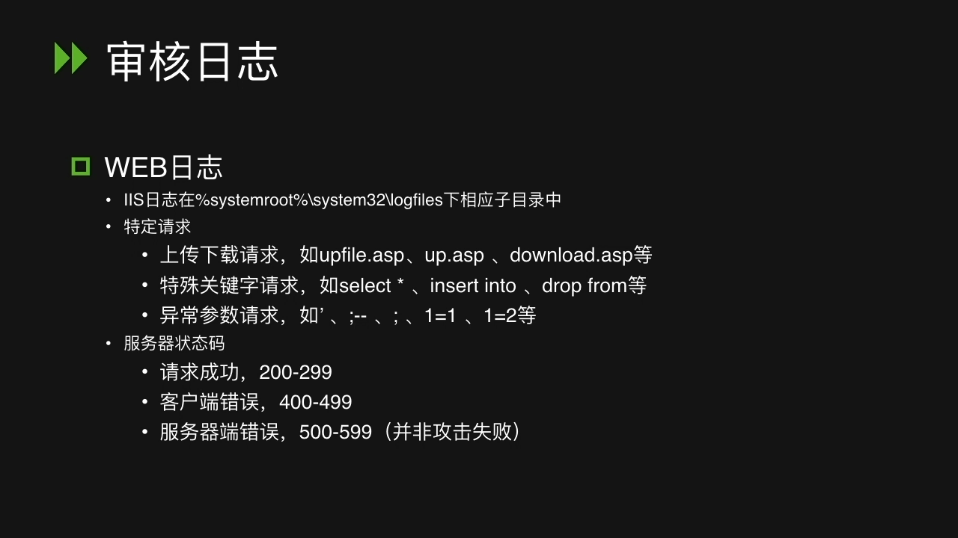 审核日志
WEB日志
• IIS日志在%systemroot%\system32\logfiles下相应子目录中
• 特定请求
• 上传下载请求，如upfile.asp、up.asp 、download.asp等
• 特殊关键字请求，如select * 、insert into 、drop from等
• 异常参数请求，如’ 、;-- 、; 、1=1 、1=2等
• 服务器状态码
• 请求成功，200-299
• 客户端错误，400-499
• 服务器端错误，500-599（并非攻击失败）